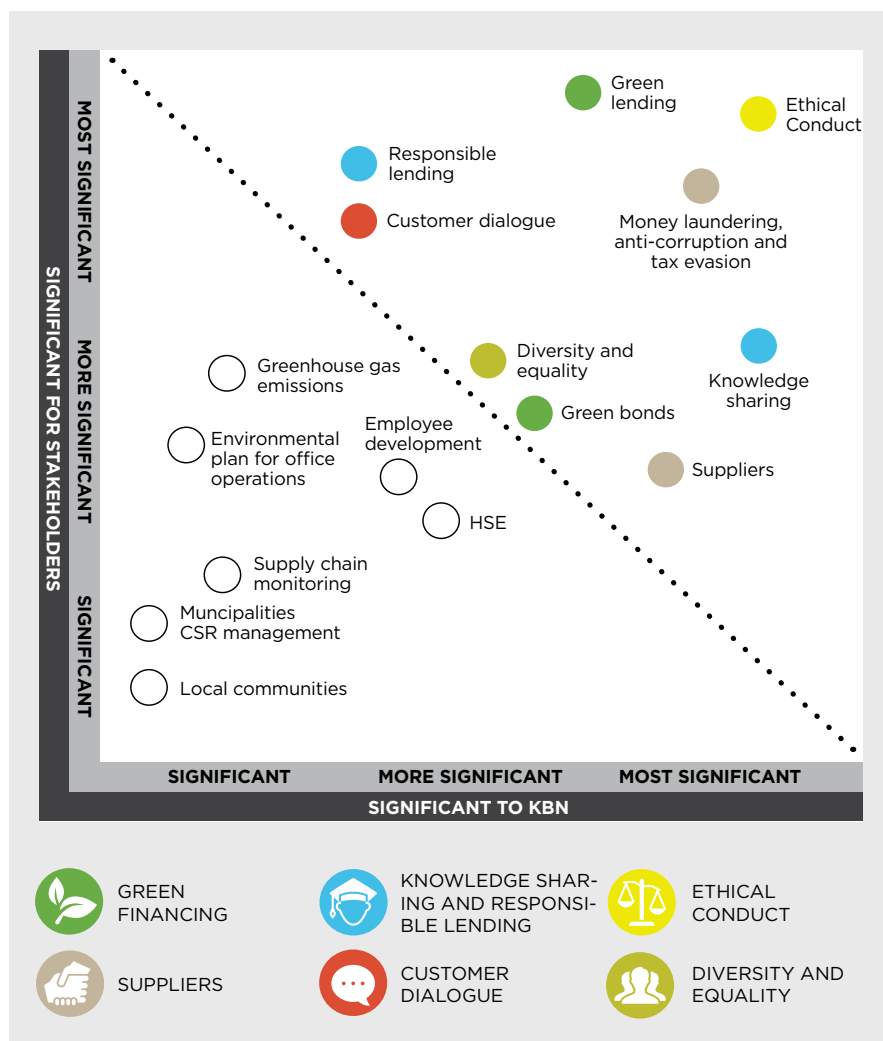 Green
lending
Ethical
Conduct
Responsible
lending
Customer dialogue
Money laundering,
anti-corruption and
tax evasion
Diversity and
equality
Knowledge
sharing
Greenhouse gas
emissions
Green bonds
Employee
development
Environmental
plan for office
operations
Suppliers
HSE
Supply chain
monitoring
Muncipalities
CSR management
Local communities
MOST SIGNIFICANT
MORE SIGNIFICANT
SIGNIFICANT
SIGNIFICANT FOR STAKEHOLDERS
SIGNIFICANT
MORE SIGNIFICANT
MOST SIGNIFICANT
SIGNIFICANT TO KBN
GREEN
FINANCING
KNOWLEDGE SHAR-
ING AND RESPONSI-
BLE LENDING
ETHICAL
CONDUCT
SUPPLIERS
CUSTOMER
DIALOGUE
DIVERSITY AND
EQUALITY